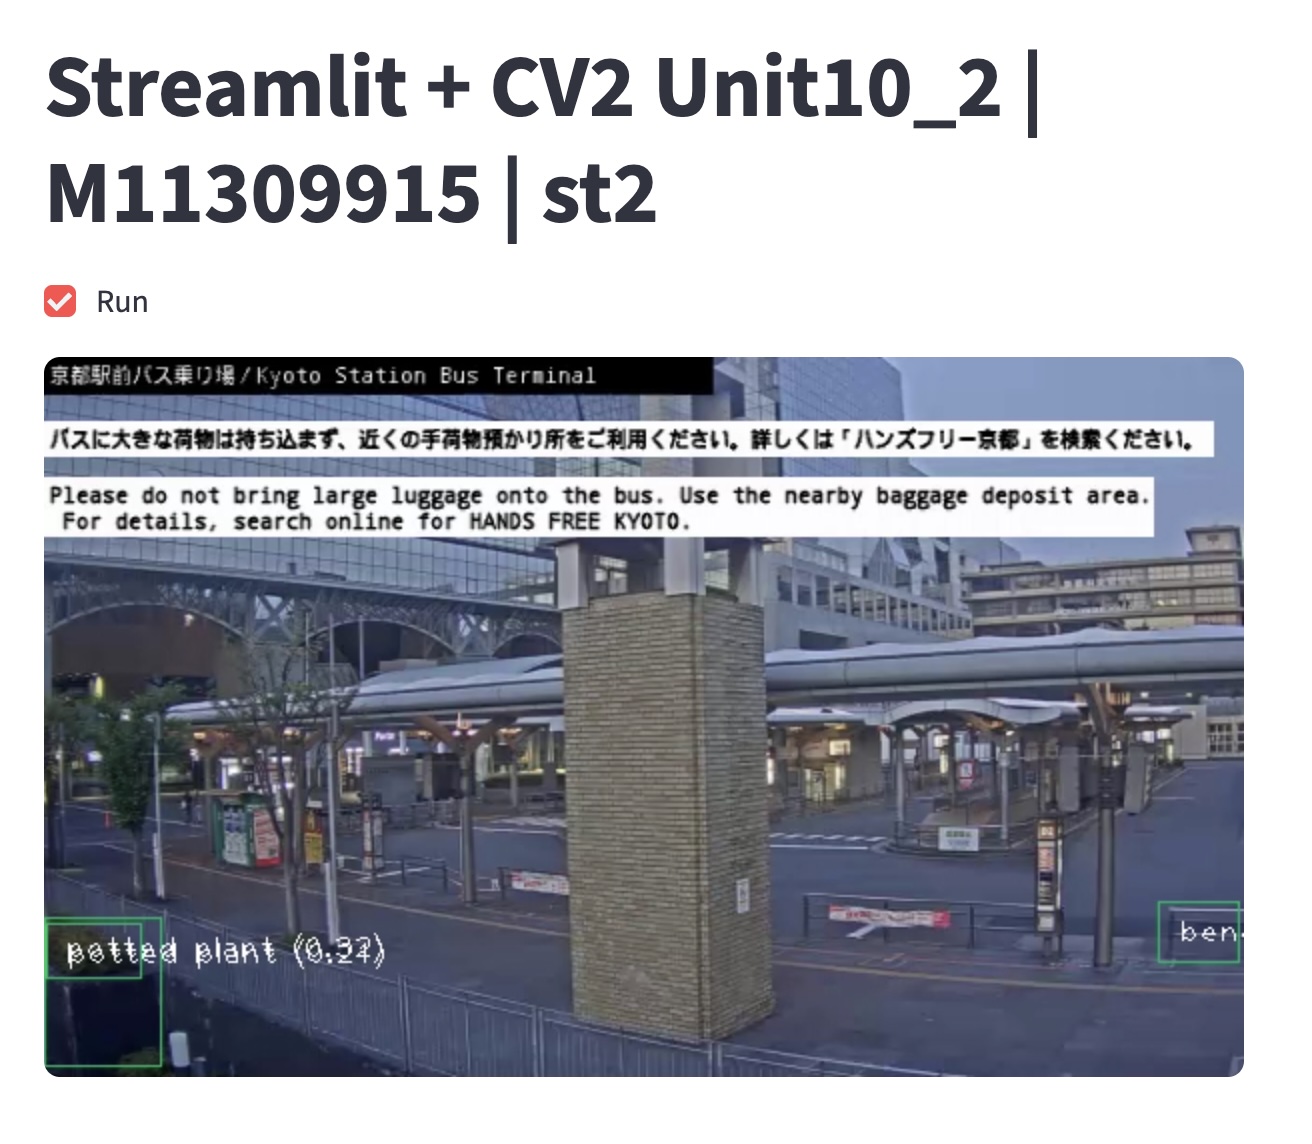 Streamlit + CV2 Unit10_2 |
M11309915 | st2
Run
京都駅前バス乗り場/Kyoto Station Bus Terminal
バスに大きな荷物は持ち込まず、近くの手荷物預かり所をご利用ください。詳しくは「ハンズフリー京都」を検索ください。
Please do not bring large luggage onto the bus. Use the nearby baggage deposit area.
For details, search online for HANDS FREE KYOTO.
potted plant
ben